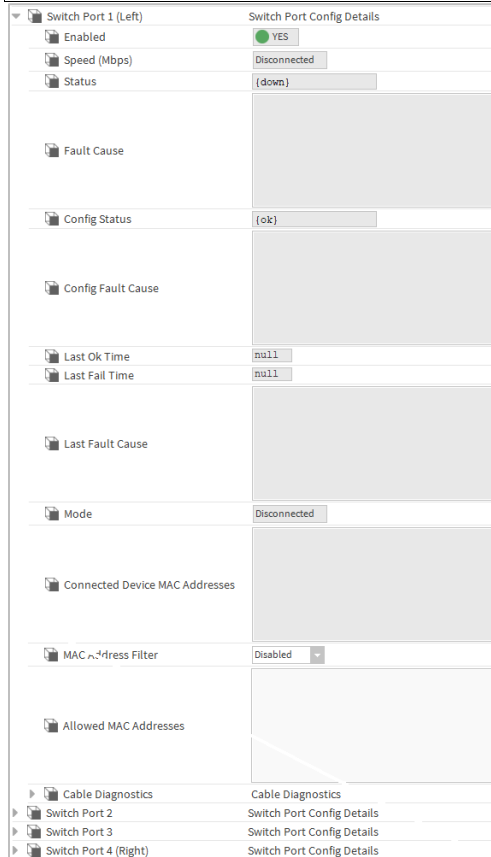 Switch Port 1 (Left) Switch Port Config Details
Enabled YES
Speed (Mbps) Disconnected
Status {down}
Fault Cause
Config Status {ok}
Config Fault Cause
Last Ok Time null
Last Fail Time null
Last Fault Cause
Mode Disconnected
Connected Device MAC Addresses
MAC Address Filter Disabled
Allowed MAC Addresses
Cable Diagnostics Cable Diagnostics
Switch Port 2 Switch Port Config Details
Switch Port 3 Switch Port Config Details
Switch Port 4 (Right) Switch Port Config Details